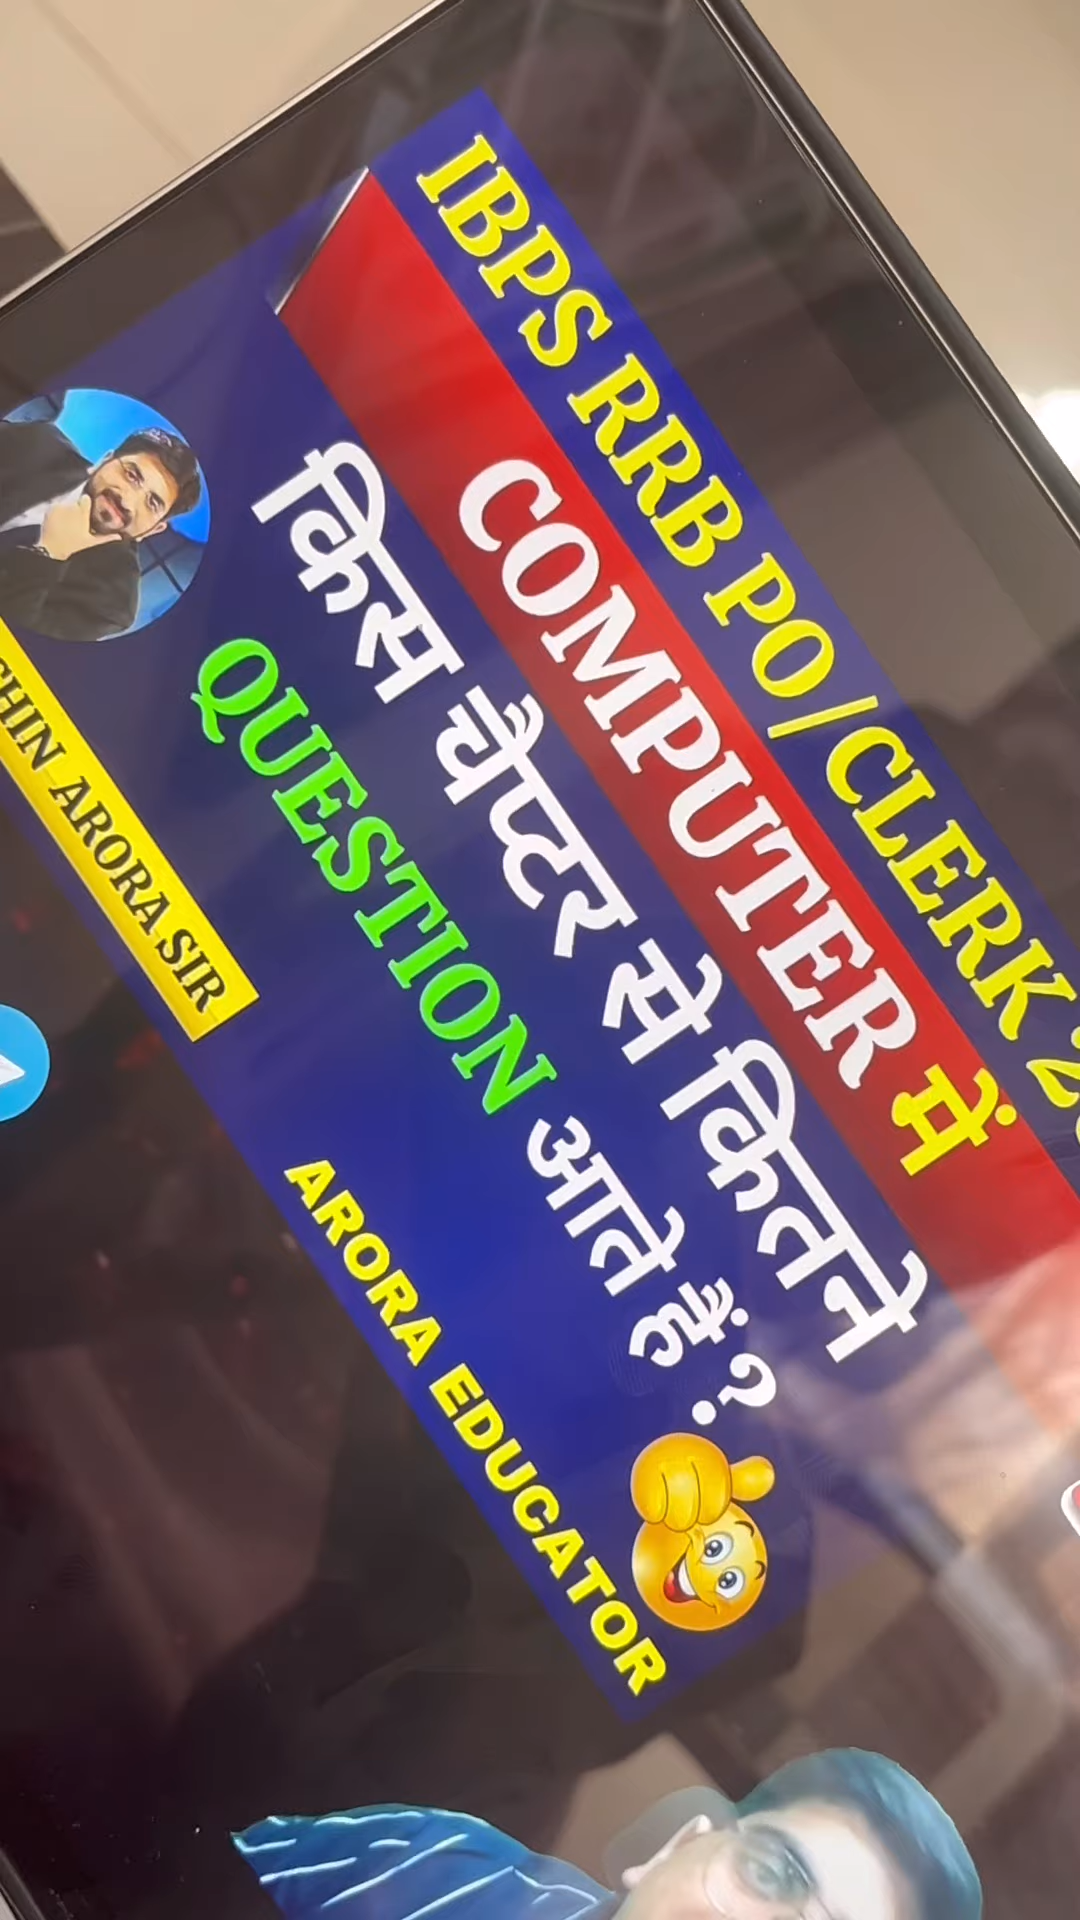 IBPS RRB PO/CLERK
COMPUTER में
किस चैप्टर से कितने
QUESTION आते हैं?
ARORA SIR
ARORA EDUCATOR